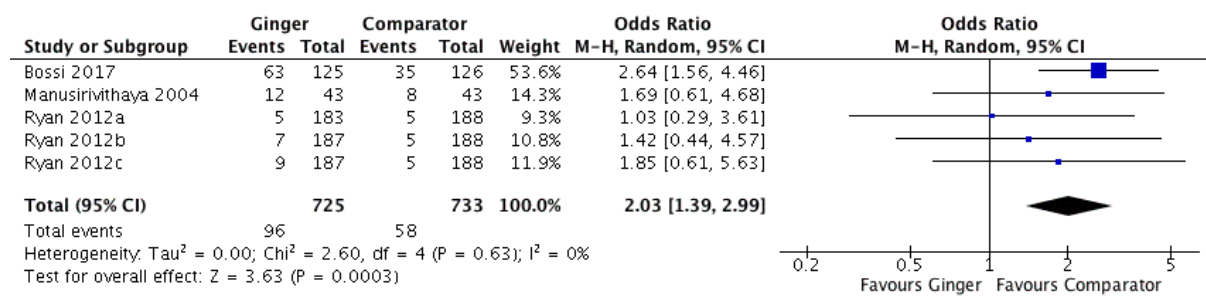 Ginger Comparator Odds Ratio Odds Ratio
Study or Subgroup Events Total Events Total Weight M-H, Random, 95% CI M-H, Random, 95% CI
Bossi 2017 63 125 35 126 53.6% 2.64 [1.56, 4.46]
Manusirivithaya 2004 12 43 8 43 14.3% 1.69 [0.61, 4.68]
Ryan 2012a 5 183 5 188 9.3% 1.03 [0.29, 3.61]
Ryan 2012b 7 187 5 188 10.8% 1.42 [0.44, 4.57]
Ryan 2012c 9 187 5 188 11.9% 1.85 [0.61, 5.63]
Total (95% CI) 725 733 100.0% 2.03 [1.39, 2.99]
Total events 96 58
Heterogeneity: Tau² = 0.00; Chi² = 2.60, df = 4 (P = 0.63); I² = 0%
Test for overall effect: Z = 3.63 (P = 0.0003)
0.2 0.5 1 2 5
Favours Ginger Favours Comparator